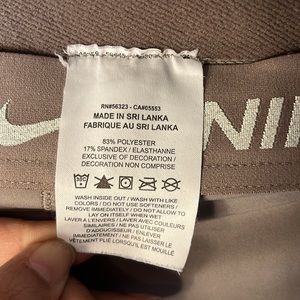 RN#56323 - CA#05553
MADE IN SRI LANKA
FABRIQUE AU SRI LANKA
83% POLYESTER
17% SPANDEX / ELASTHANNE
EXCLUSIVE OF DECORATION /
DECORATION NON COMPRISE
WASH INSIDE OUT / WASH WITH LIKE
COLORS / DO NOT USE SOFTENERS /
REMOVE IMMEDIATELY / DO NOT ALLOW TO
LAY ON ITSELF WHEN WET
LAVER A L'ENVERS / LAVER AVEC COULEURS
SIMILAIRES / NE PAS UTILISER
D'ADOUCISSEUR / ENLEVER
IMMÉDIATEMENT / NE PAS LAISSER LE
VÊTEMENT PLIÉ LORSQU'IL EST MOUILLÉ
NI